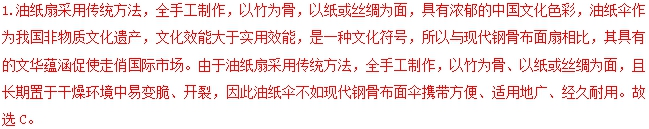 1.油纸扇采用传统方法，全手工制作，以竹为骨，以纸或丝绸为面，具有浓郁的中国文化色彩，油纸伞作
为我国非物质文化遗产，文化效能大于实用效能，是一种文化符号，所以与现代钢骨布面扇相比，其具有
的文华蕴涵促使走俏国际市场。由于油纸扇采用传统方法，全手工制作，以竹为骨、以纸或丝绸为面，且
长期置于干燥环境中易变脆、开裂，因此油纸伞不如现代钢骨布面伞携带方便、适用地广、经久耐用。故
选C。